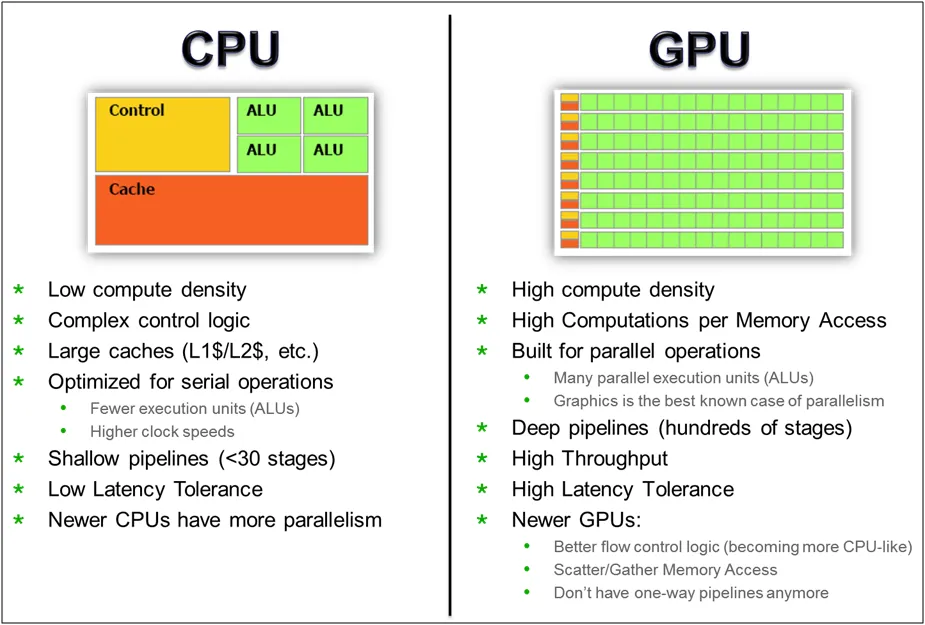 CPU
Control
ALU ALU
ALU ALU
Cache
* Low compute density
* Complex control logic
* Large caches (L1$/L2$, etc.)
* Optimized for serial operations
• Fewer execution units (ALUs)
• Higher clock speeds
* Shallow pipelines (<30 stages)
* Low Latency Tolerance
* Newer CPUs have more parallelism
GPU
* High compute density
* High Computations per Memory Access
* Built for parallel operations
• Many parallel execution units (ALUs)
• Graphics is the best known case of parallelism
* Deep pipelines (hundreds of stages)
* High Throughput
* High Latency Tolerance
* Newer GPUs:
• Better flow control logic (becoming more CPU-like)
• Scatter/Gather Memory Access
• Don't have one-way pipelines anymore